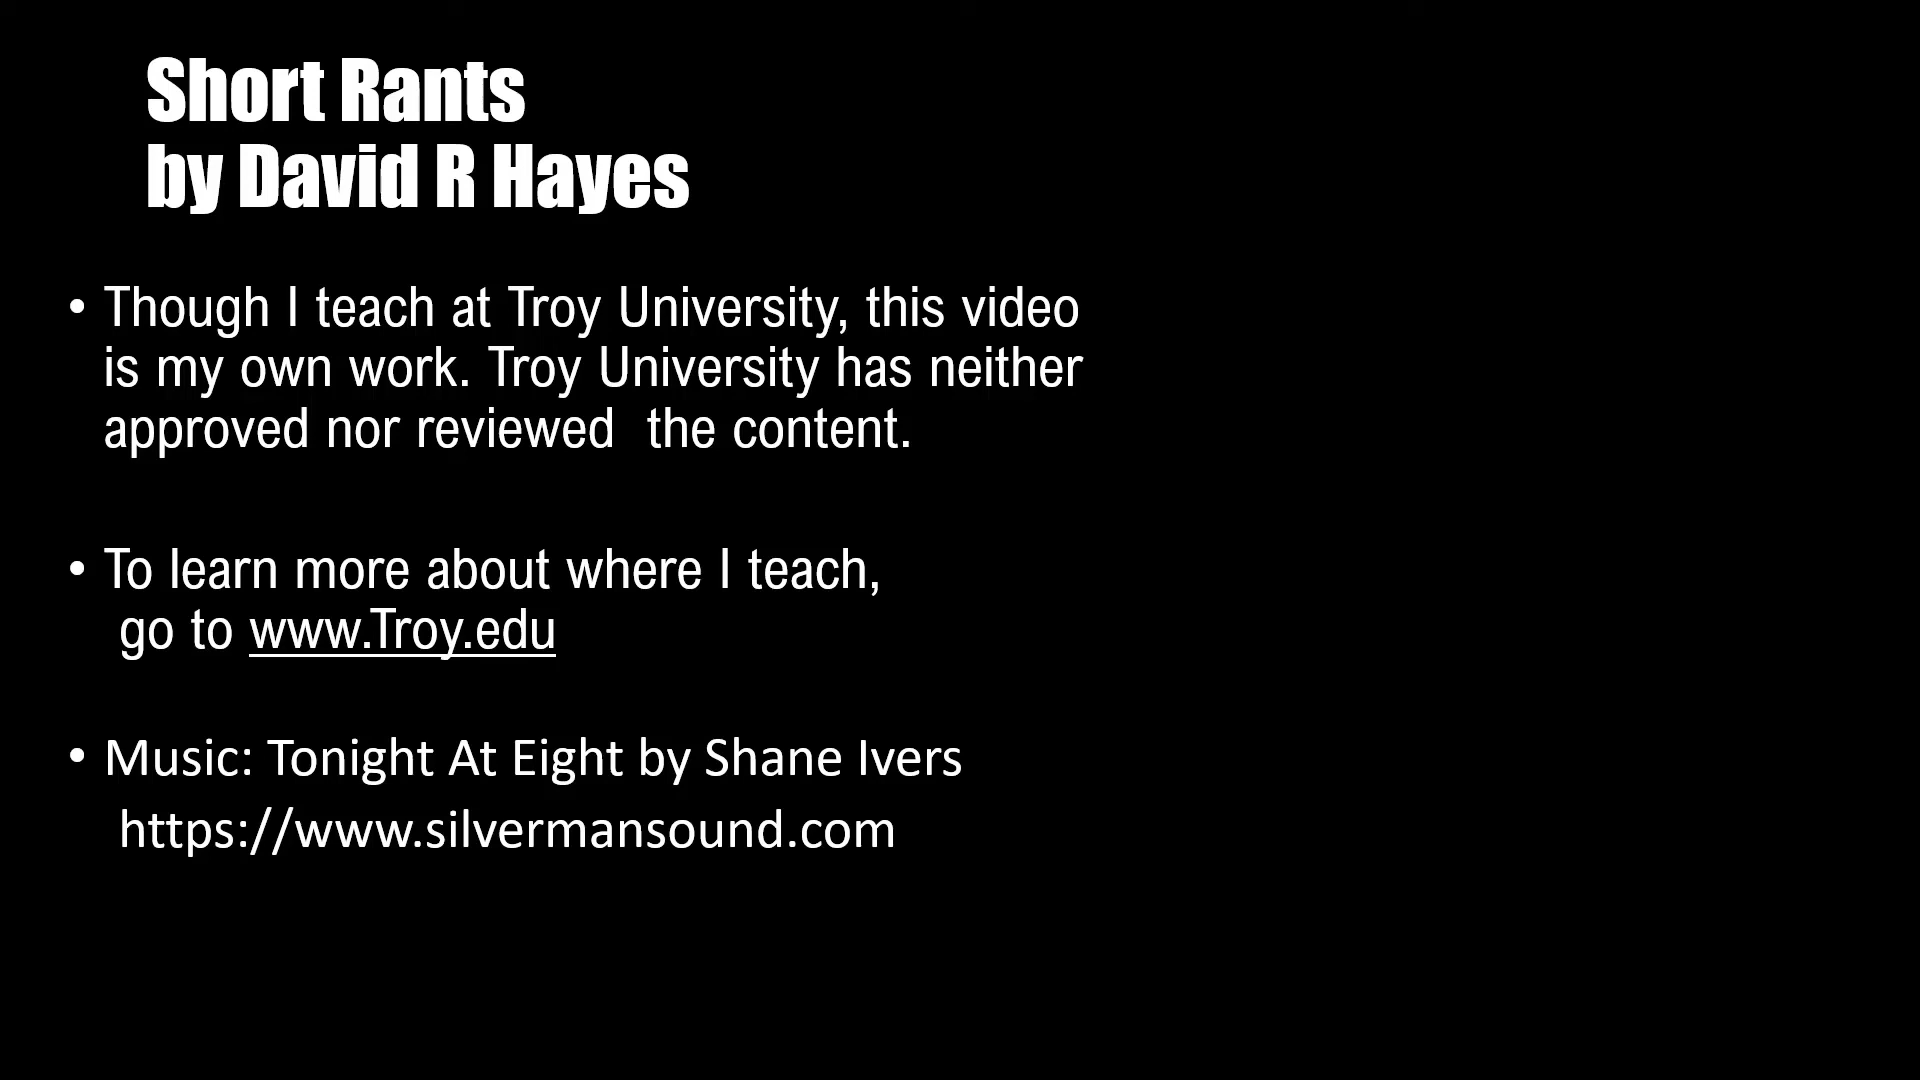 Short Rants
by David R Hayes
• Though I teach at Troy University, this video
is my own work. Troy University has neither
approved nor reviewed  the content.
• To learn more about where I teach,
go to www.Troy.edu
• Music: Tonight At Eight by Shane Ivers
https://www.silvermansound.com